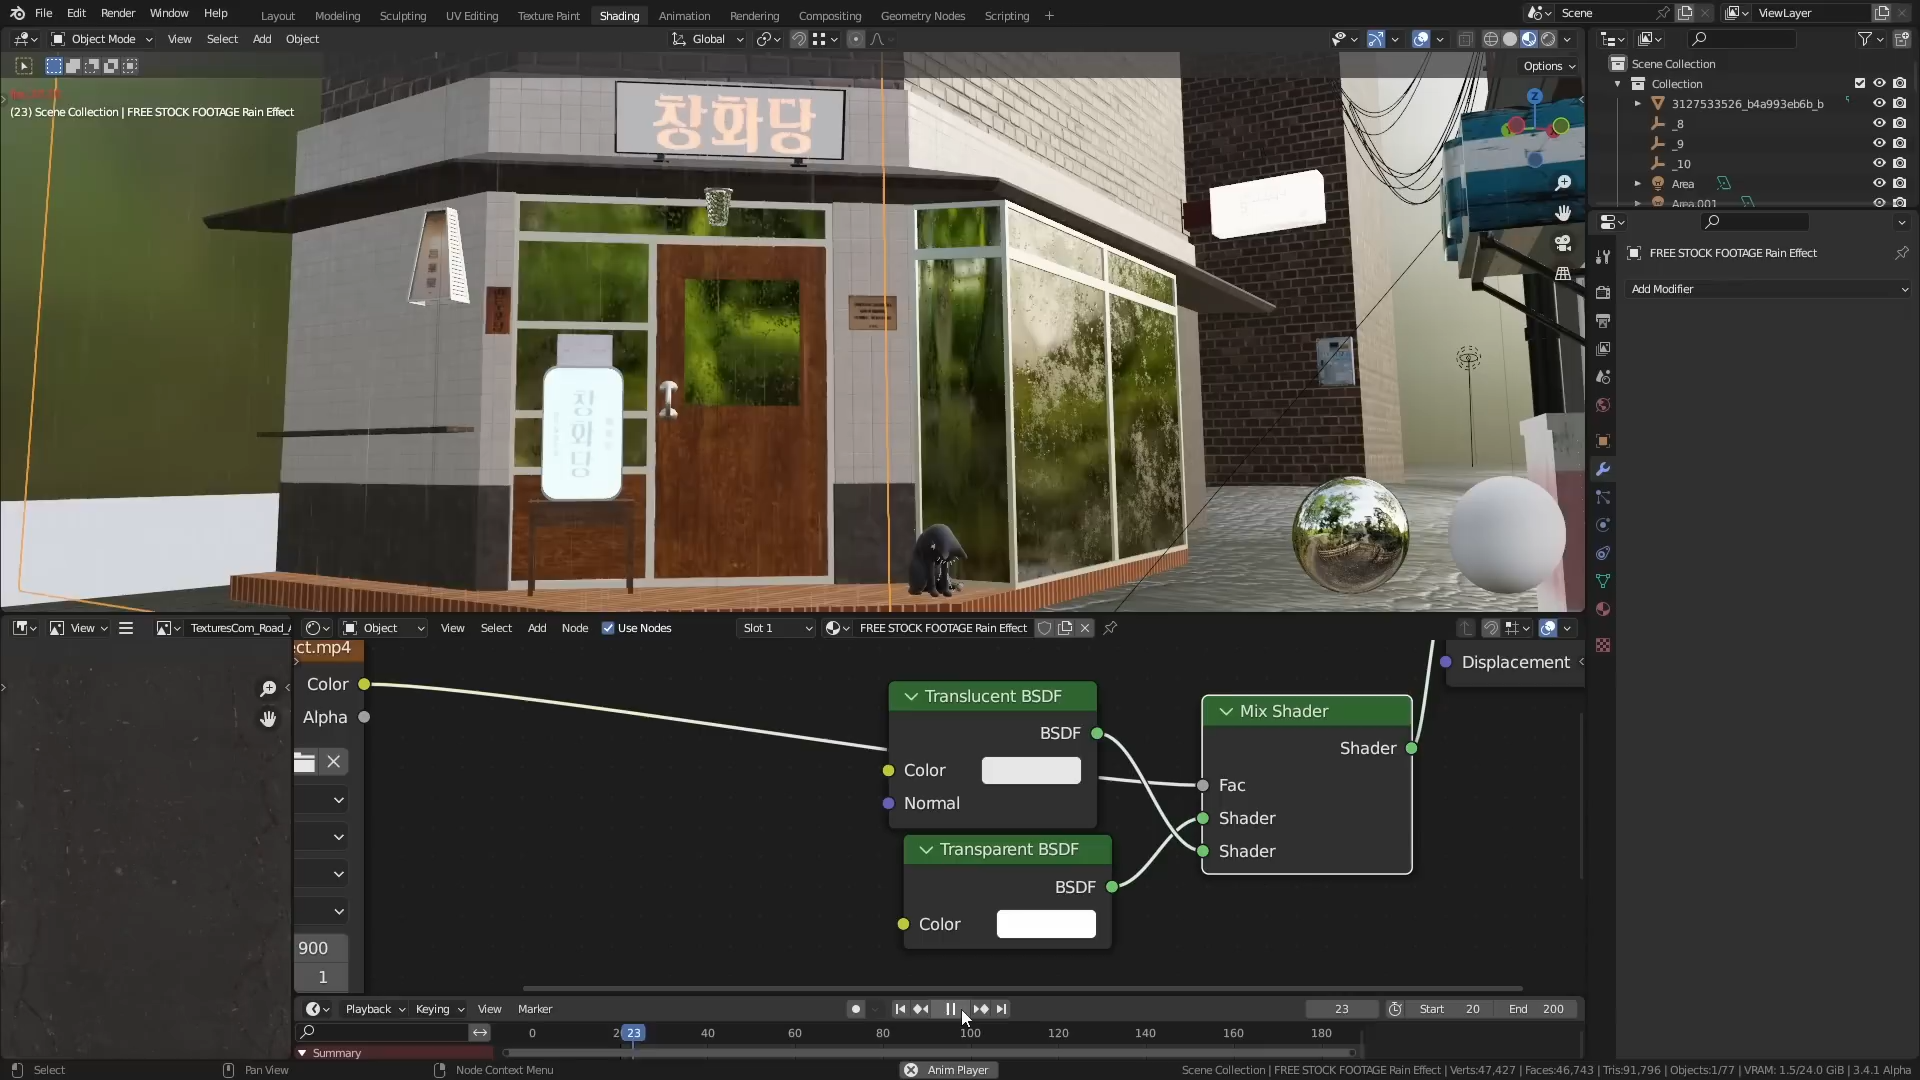 File Edit Render Window Help
Layout Modeling Sculpting UV Editing Texture Paint Shading Animation Rendering Compositing Geometry Nodes Scripting +
Scene
ViewLayer
Object Mode View Select Add Object
Global
Options
(23) Scene Collection | FREE STOCK FOOTAGE Rain Effect
창화당
창화당
Z
Scene Collection
Collection
3127533526_b4a993eb6b_b
_8
_9
_10
Area
Area.001
FREE STOCK FOOTAGE Rain Effect
Add Modifier
View
TexturesCom_Road_
Object View Select Add Node Use Nodes
Slot 1
FREE STOCK FOOTAGE Rain Effect
ect.mp4
Color
Alpha
900
1
Translucent BSDF
BSDF
Color
Normal
Transparent BSDF
BSDF
Color
Mix Shader
Shader
Fac
Shader
Shader
Displacement
Playback Keying View Marker
23
Start 20
End 200
0 2 23 40 60 80 100 120 140 160 180
Summary
Select
Pan View
Node Context Menu
Anim Player
Scene Collection | FREE STOCK FOOTAGE Rain Effect | Verts:47,427 | Faces:46,743 | Tris:91,796 | Objects:1/77 | VRAM: 1.5/24.0 GiB | 3.4.1 Alpha